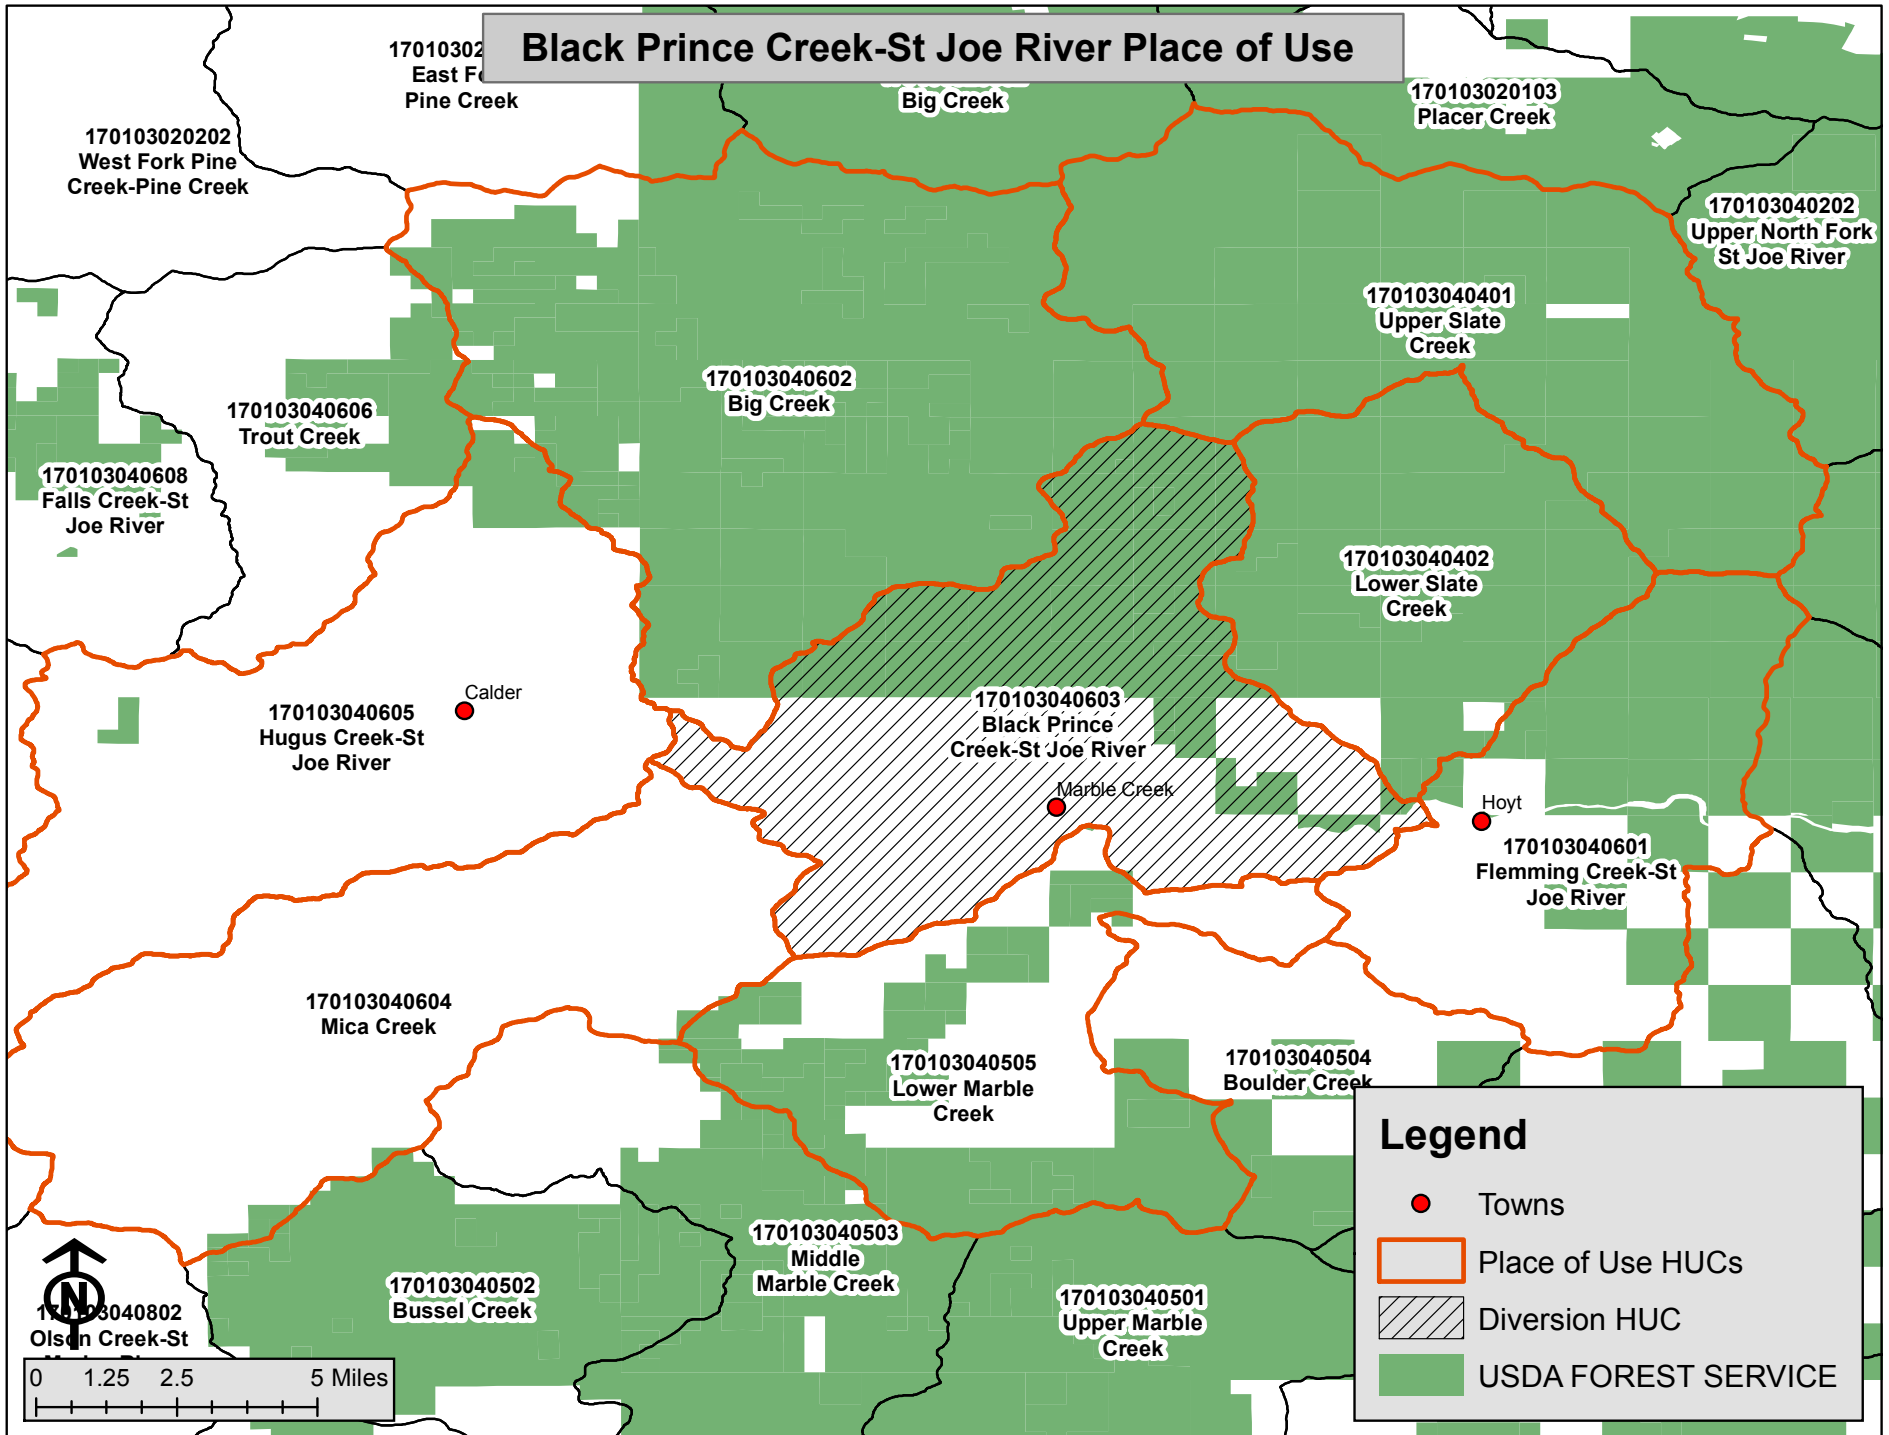 Black Prince Creek-St Joe River Place of Use
East
Pine Creek
Big Creek
170103020103
Placer Creek
170103020202
West Fork Pine
Creek-Pine Creek
170103040202
Upper North Fork
St Joe River
170103040401
Upper Slate
Creek
170103040602
Big Creek
170103040606
Trout Creek
170103040608
Falls Creek-St
Joe River
170103040402
Lower Slate
Creek
Calder
170103040605
Hugus Creek-St
Joe River
170103040603
Black Prince
Creek-St Joe River
Marble Creek
Hoyt
170103040601
Flemming Creek-St
Joe River
170103040604
Mica Creek
170103040505
Lower Marble
Creek
170103040504
Boulder Creek
170103040503
Middle
Marble Creek
170103040502
Bussel Creek
170103040501
Upper Marble
Creek
N
170103040802
Olson Creek-St
0 1.25 2.5 5 Miles
Legend
Towns
Place of Use HUCs
Diversion HUC
USDA FOREST SERVICE